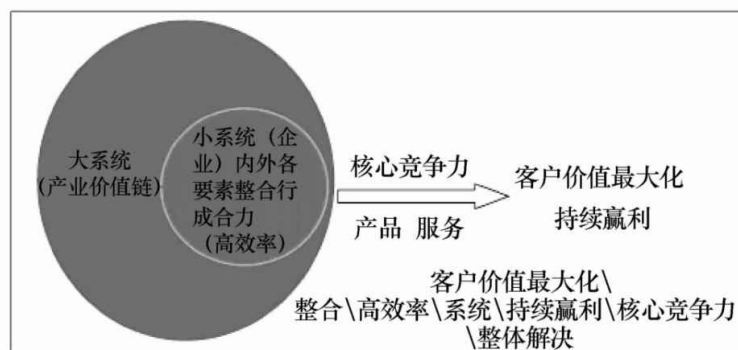 大系统
(产业价值链)
小系统（企
业）内外各
要素整合行
成合力
（高效率）
核心竞争力
产品 服务
客户价值最大化
持续赢利
客户价值最大化\
整合\高效率\系统\持续赢利\核心竞争力
\整体解决